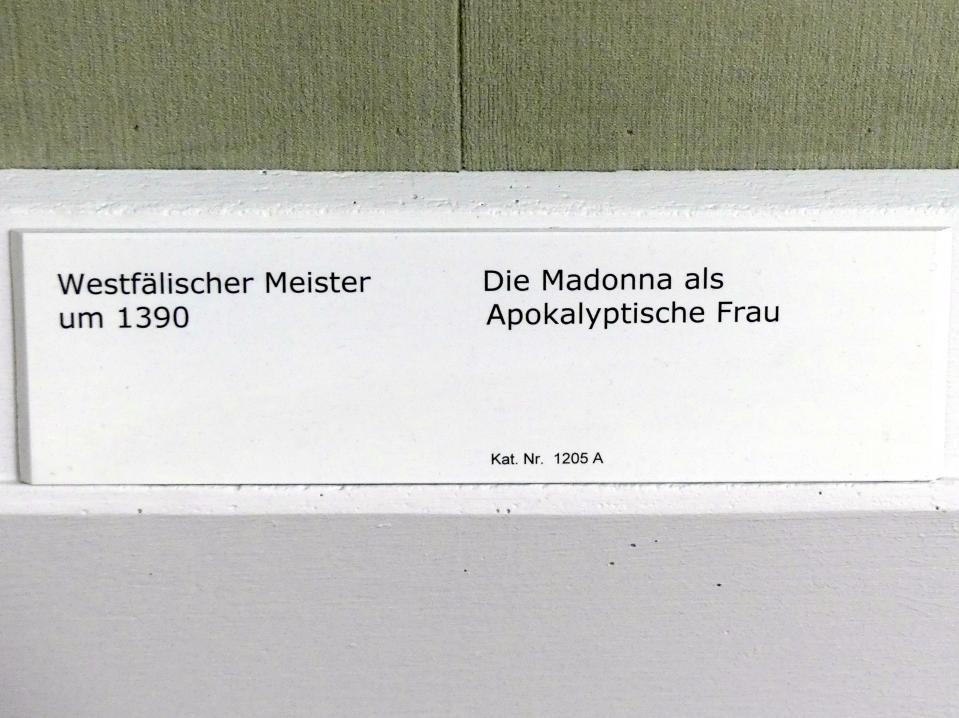 Westfälischer Meister
um 1390
Die Madonna als
Apokalyptische Frau
Kat. Nr. 1205 A